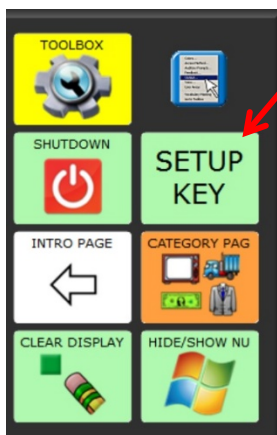 TOOLBOX
SHUTDOWN
SETUP
KEY
INTRO PAGE
CATEGORY PAG
CLEAR DISPLAY
HIDE/SHOW NU